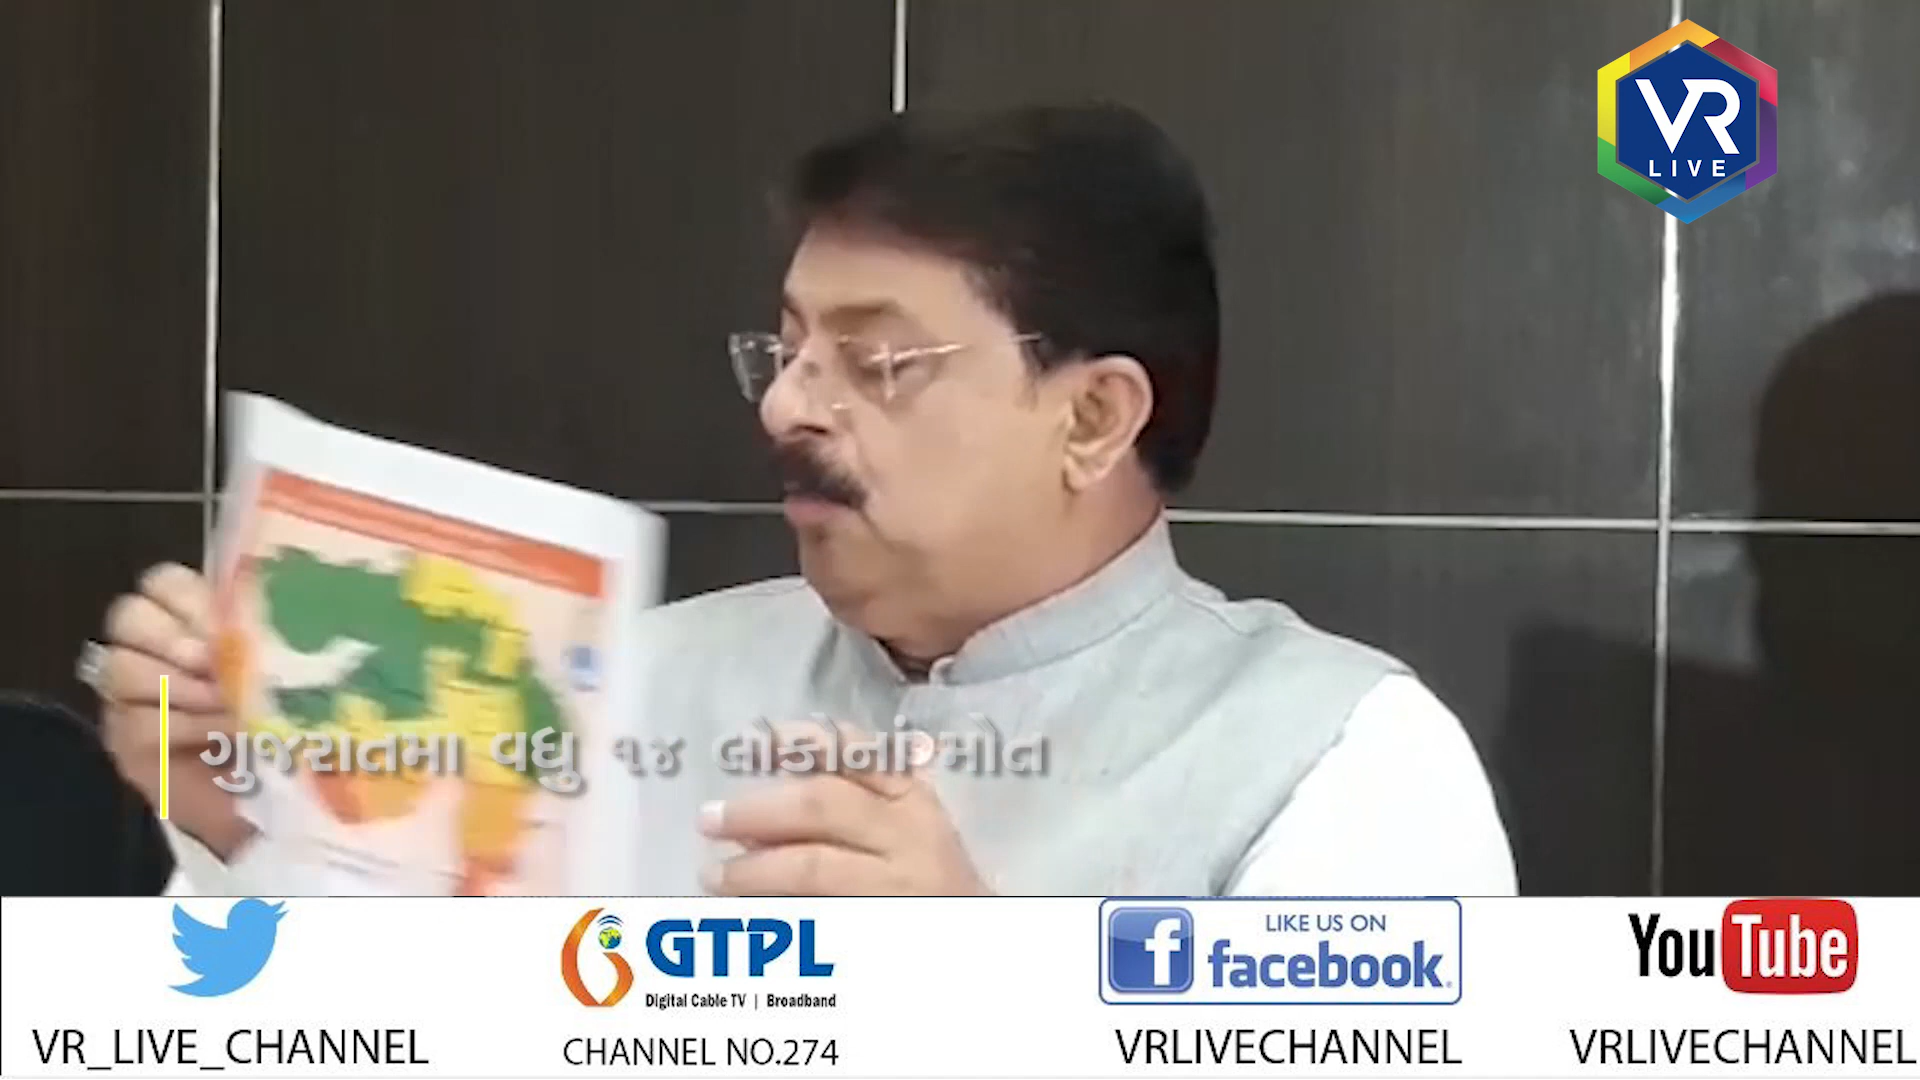 VR
LIVE
ગુજરાતમા વધુ ૧૪ લોકોનાં મોત
GTPL
Digital Cable TV | Broadband
LIKE US ON
facebook
YouTube
VR_LIVE_CHANNEL
CHANNEL NO.274
VRLIVECHANNEL
VRLIVECHANNEL